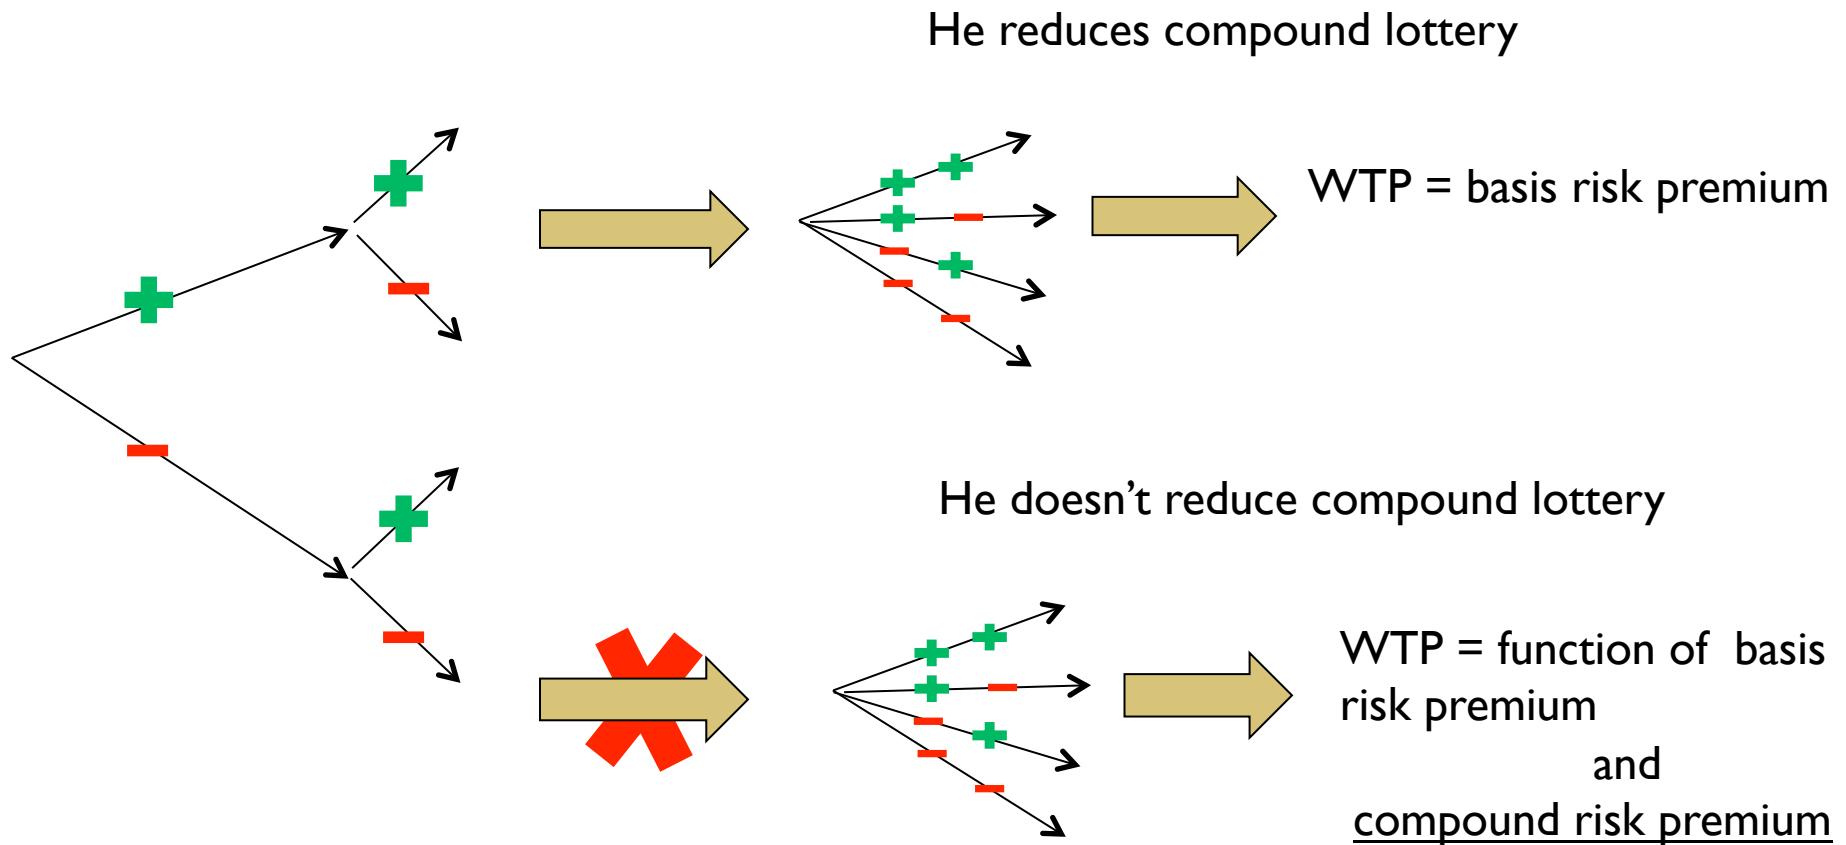 He reduces compound lottery
WTP = basis risk premium
He doesn’t reduce compound lottery
WTP = function of basis
risk premium
and
compound risk premium